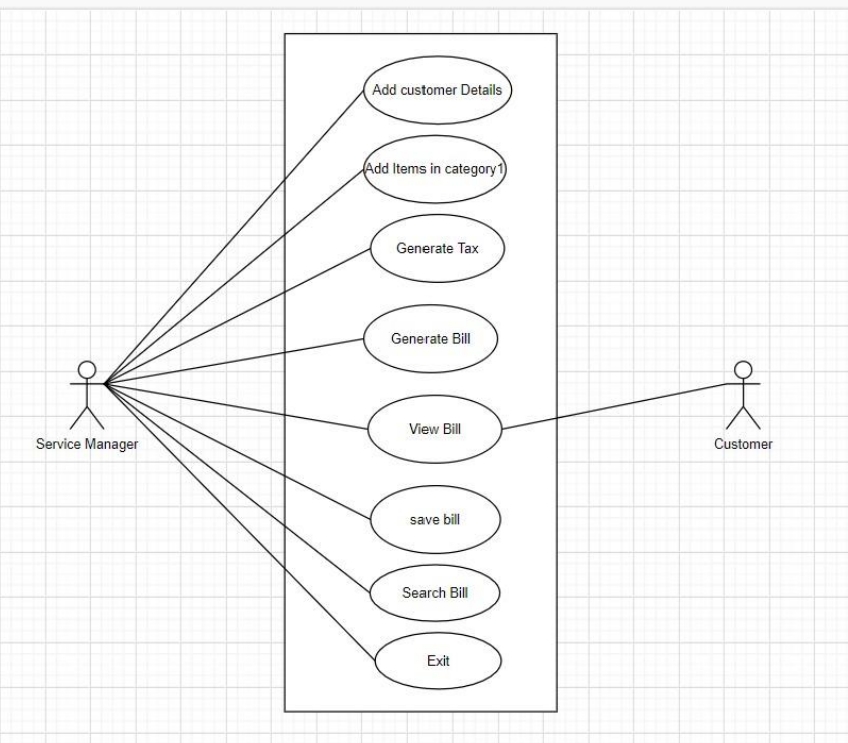 Add customer Details
Add Items in category1
Generate Tax
Generate Bill
View Bill
save bill
Search Bill
Exit
Service Manager
Customer